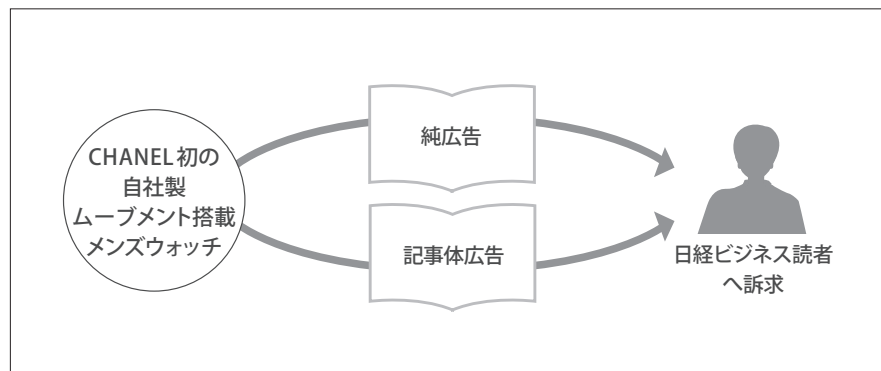 CHANEL 初の
自社製
ムーブメント搭載
メンズウォッチ
純広告
記事体広告
日経ビジネス読者
へ訴求